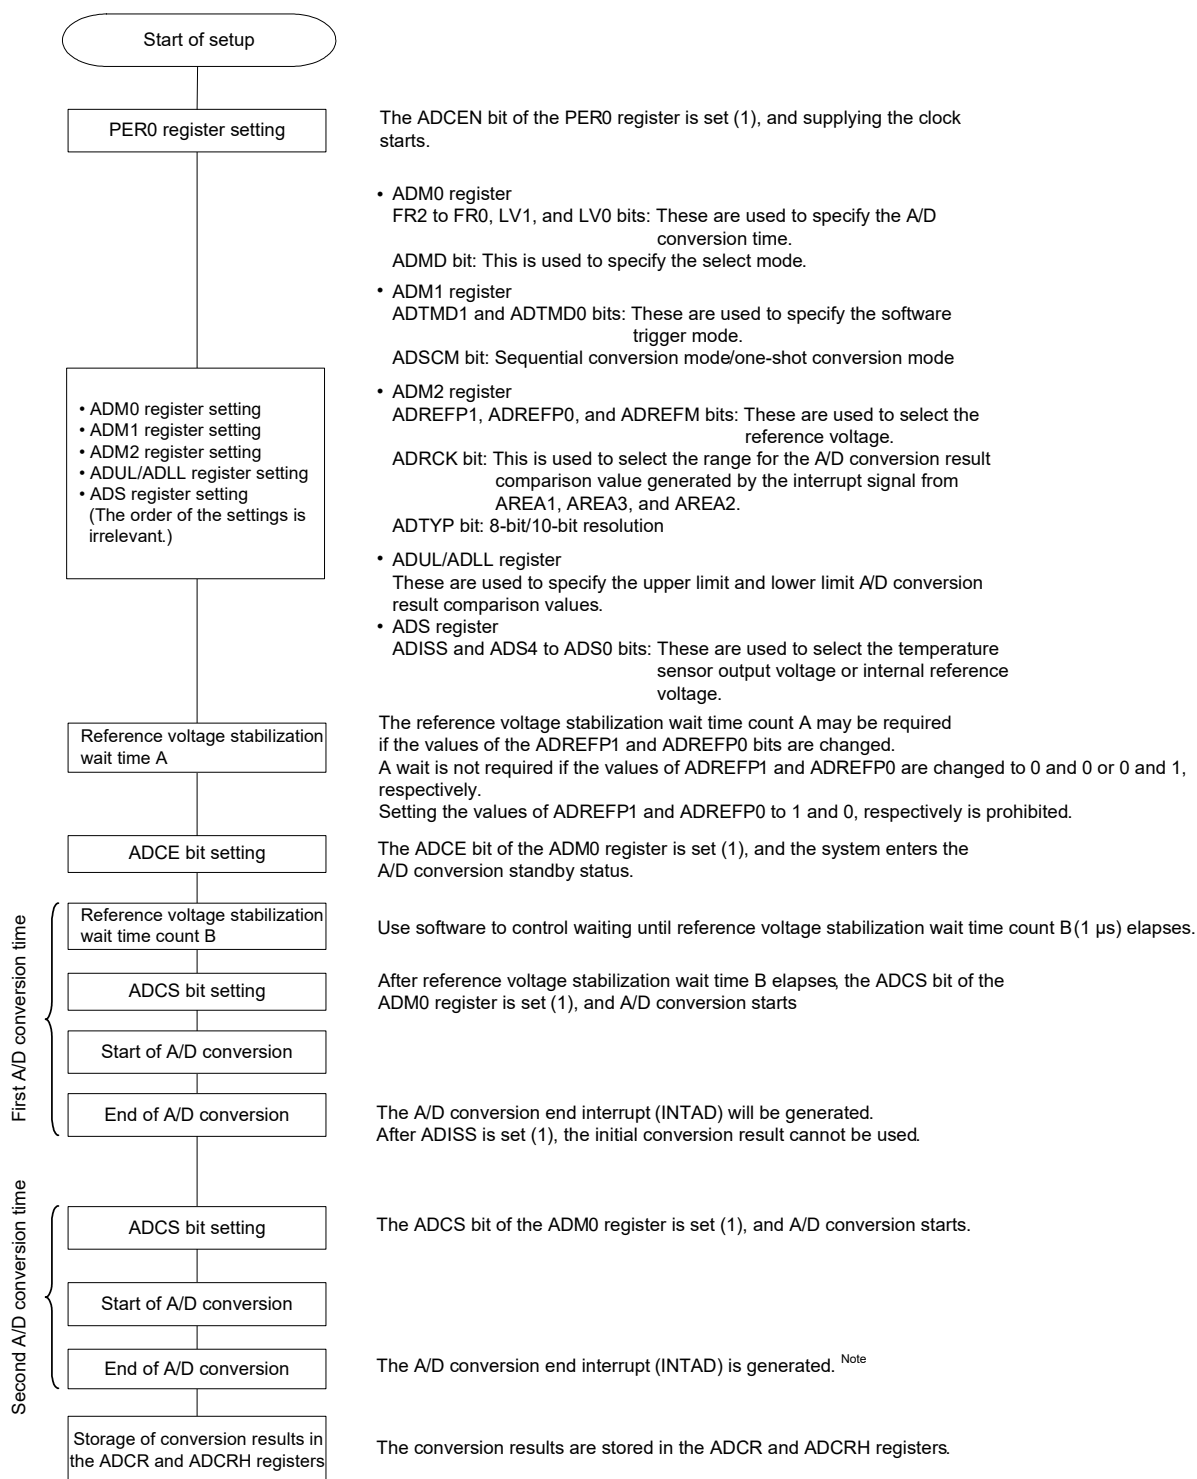 Start of setup
PER0 register setting
The ADCEN bit of the PER0 register is set (1), and supplying the clock
starts.
• ADM0 register
FR2 to FR0, LV1, and LV0 bits: These are used to specify the A/D
conversion time.
ADMD bit: This is used to specify the select mode.
• ADM1 register
ADTMD1 and ADTMD0 bits: These are used to specify the software
trigger mode.
ADSCM bit: Sequential conversion mode/one-shot conversion mode
• ADM2 register
ADREFP1, ADREFP0, and ADREFM bits: These are used to select the
reference voltage.
ADRCK bit: This is used to select the range for the A/D conversion result
comparison value generated by the interrupt signal from
AREA1, AREA3, and AREA2.
ADTYP bit: 8-bit/10-bit resolution
• ADUL/ADLL register
These are used to specify the upper limit and lower limit A/D conversion
result comparison values.
• ADS register
ADISS and ADS4 to ADS0 bits: These are used to select the temperature
sensor output voltage or internal reference
voltage.
• ADM0 register setting
• ADM1 register setting
• ADM2 register setting
• ADUL/ADLL register setting
• ADS register setting
(The order of the settings is
irrelevant.)
Reference voltage stabilization
wait time A
The reference voltage stabilization wait time count A may be required
if the values of the ADREFP1 and ADREFP0 bits are changed.
A wait is not required if the values of ADREFP1 and ADREFP0 are changed to 0 and 0 or 0 and 1,
respectively.
Setting the values of ADREFP1 and ADREFP0 to 1 and 0, respectively is prohibited.
ADCE bit setting
The ADCE bit of the ADM0 register is set (1), and the system enters the
A/D conversion standby status.
First A/D conversion time
Reference voltage stabilization
wait time count B
Use software to control waiting until reference voltage stabilization wait time count B (1 µs) elapses.
ADCS bit setting
After reference voltage stabilization wait time B elapses, the ADCS bit of the
ADM0 register is set (1), and A/D conversion starts
Start of A/D conversion
End of A/D conversion
The A/D conversion end interrupt (INTAD) will be generated.
After ADISS is set (1), the initial conversion result cannot be used.
Second A/D conversion time
ADCS bit setting
The ADCS bit of the ADM0 register is set (1), and A/D conversion starts.
Start of A/D conversion
End of A/D conversion
The A/D conversion end interrupt (INTAD) is generated. Note
Storage of conversion results in
the ADCR and ADCRH registers
The conversion results are stored in the ADCR and ADCRH registers.